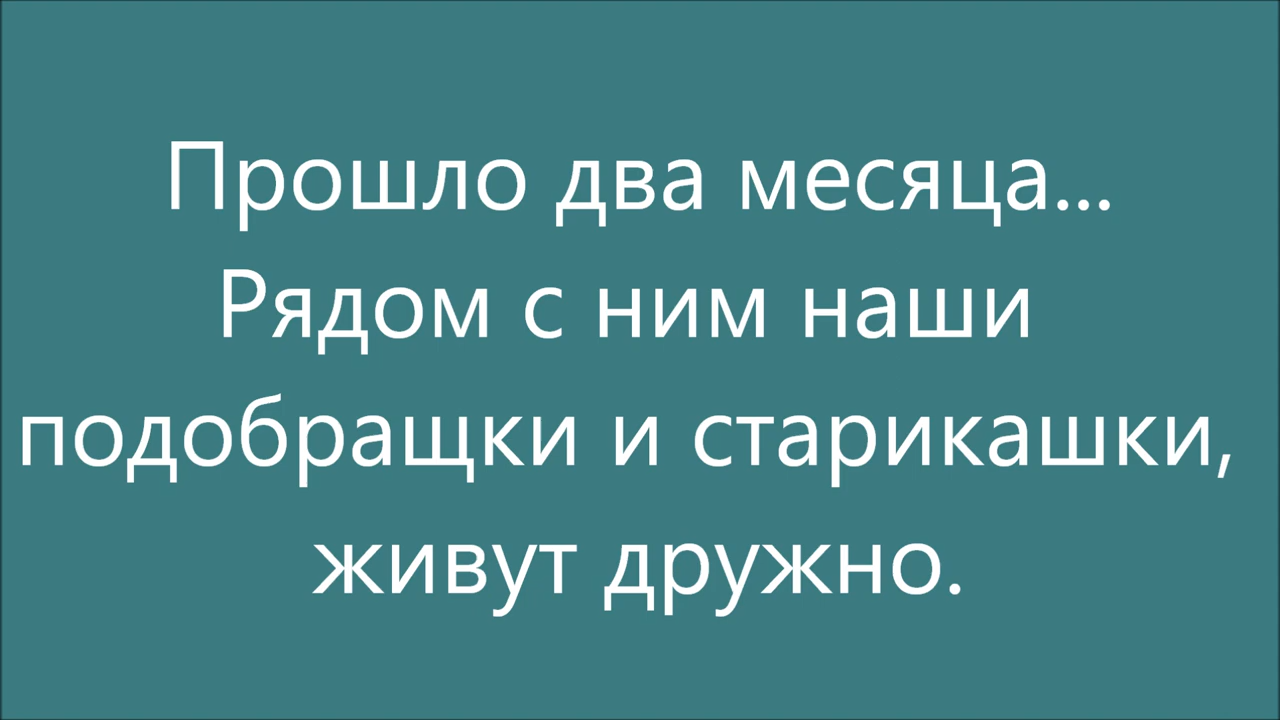 Прошло два месяца...
Рядом с ним наши
подобращки и старикашки,
живут дружно.